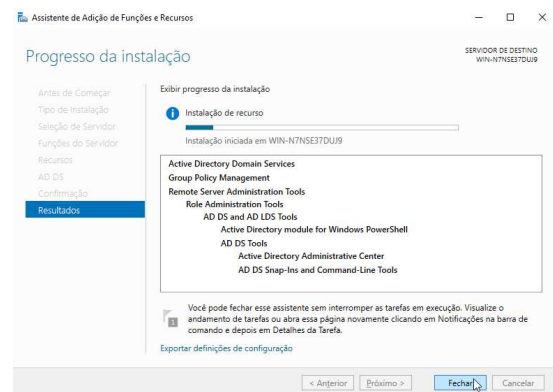 Assistente de Adição de Funções e Recursos
Progresso da instalação
SERVIDOR DE DESTINO
WIN-N7NSE37DUJ9
Antes de Começar
Tipo de Instalação
Seleção de Servidor
Funções do Servidor
Recursos
AD DS
Confirmação
Resultados
Exibir progresso da instalação
Instalação de recurso
Instalação iniciada em WIN-N7NSE37DUJ9
Active Directory Domain Services
Group Policy Management
Remote Server Administration Tools
Role Administration Tools
AD DS and AD LDS Tools
Active Directory module for Windows PowerShell
AD DS Tools
Active Directory Administrative Center
AD DS Snap-Ins and Command-Line Tools
1
Você pode fechar esse assistente sem interromper as tarefas em execução. Visualize o
andamento de tarefas ou abra essa página novamente clicando em Notificações na barra de
comando e depois em Detalhes da Tarefa.
Exportar definições de configuração
< Anterior
Próximo >
Fechar
Cancelar